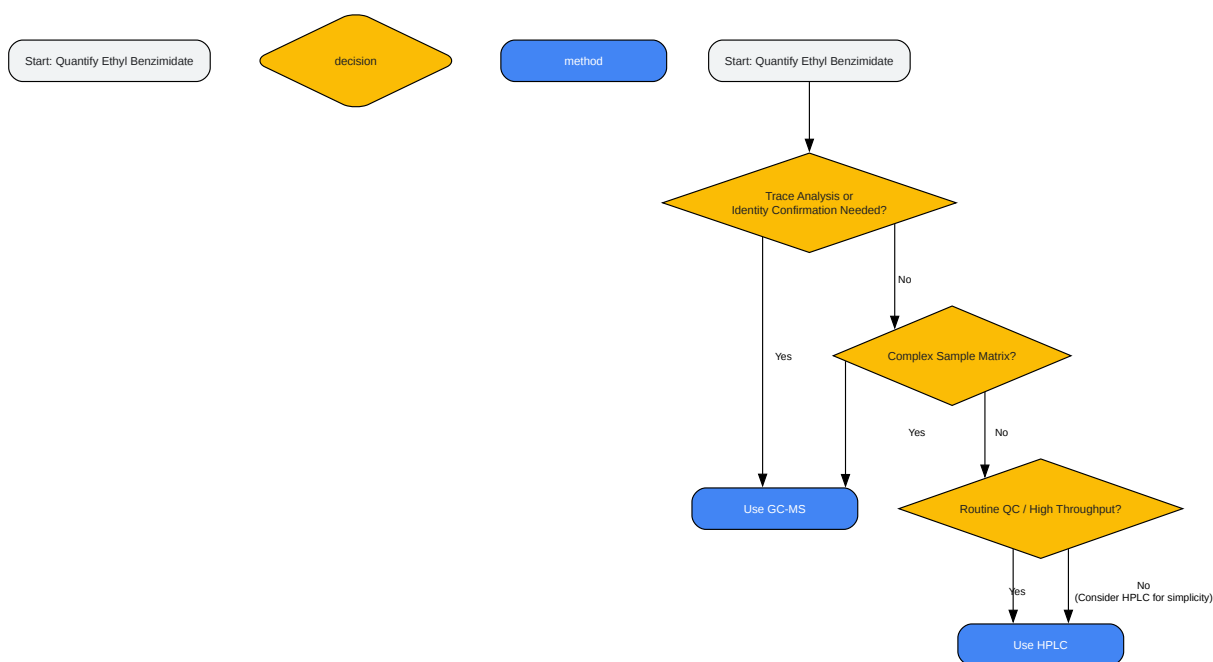 Start: Quantify Ethyl Benzimidate
decision
method
Start: Quantify Ethyl Benzimidate
Trace Analysis or
Identity Confirmation Needed?
No
Yes
Complex Sample Matrix?
Yes
No
Use GC-MS
Routine QC / High Throughput?
Yes
No
(Consider HPLC for simplicity)
Use HPLC